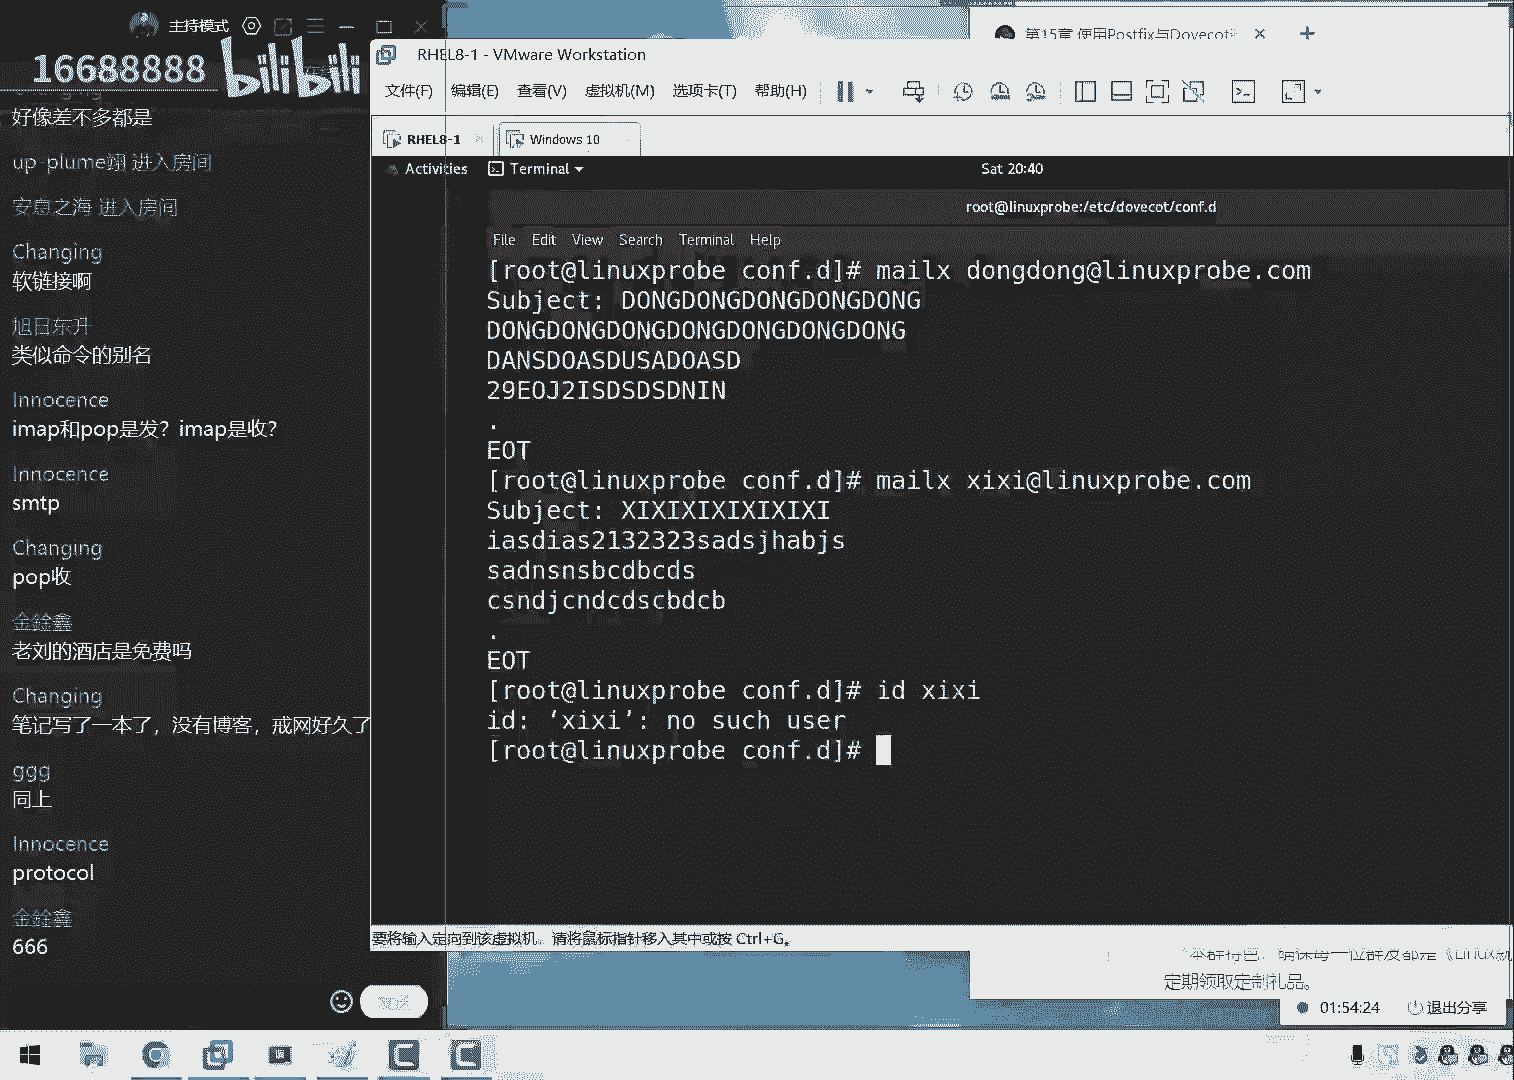 主持模式
16688888
bilibili
好像差不多都是
up-plume翊 进入房间
安息之海 进入房间
Changing
软链接啊
旭日东升
类似命令的别名
Innocence
imap和pop是发？imap是收？
Innocence
smtp
Changing
pop收
金鍂鑫
老刘的酒店是免费吗
Changing
笔记写了一本了，没有博客，戒网好久了
ggg
同上
Innocence
protocol
金鍂鑫
666
第15章 使用Postfix与Dovecot
RHEL8-1 - VMware Workstation
文件(F) 编辑(E) 查看(V) 虚拟机(M) 选项卡(T) 帮助(H)
RHEL8-1
Windows 10
Activities
Terminal
Sat 20:40
root@linuxprobe:/etc/dovecot/conf.d
File Edit View Search Terminal Help
[root@linuxprobe conf.d]# mailx dongdong@linuxprobe.com
Subject: DONGDONGDONGDONGDONG
DONGDONGDONGDONGDONGDONGDONG
DANSDOASDUSADOASD
29EOJ2ISDSDSDNIN
.
EOT
[root@linuxprobe conf.d]# mailx xixi@linuxprobe.com
Subject: XIXIXIXIXIXIXI
iasdias2132323sadsjhabjs
sadnsnsbcdbcds
csndjcndcdscbdcb
.
EOT
[root@linuxprobe conf.d]# id xixi
id: ‘xixi’: no such user
[root@linuxprobe conf.d]#
要将输入定向到该虚拟机，请将鼠标指针移入其中或按 Ctrl+G。
定期领取定制礼品。
01:54:24
退出分享